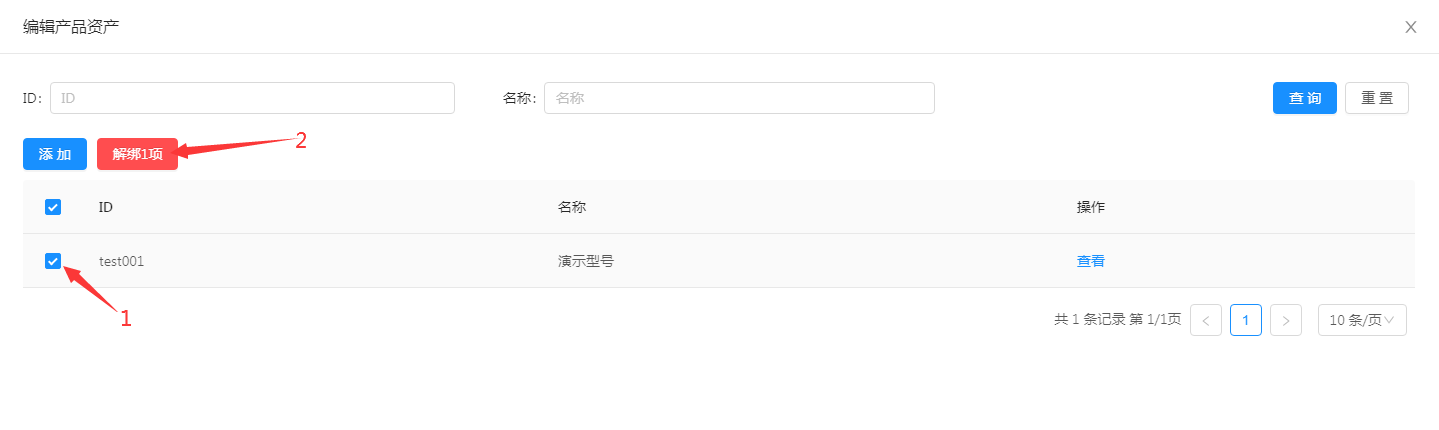 编辑产品资产
ID: ID 名称: 名称 查 询 重 置
添 加 解绑1项 2
ID 名称 操作
test001 演示型号 查看
1
共 1 条记录 第 1/1页 < 1 > 10 条/页